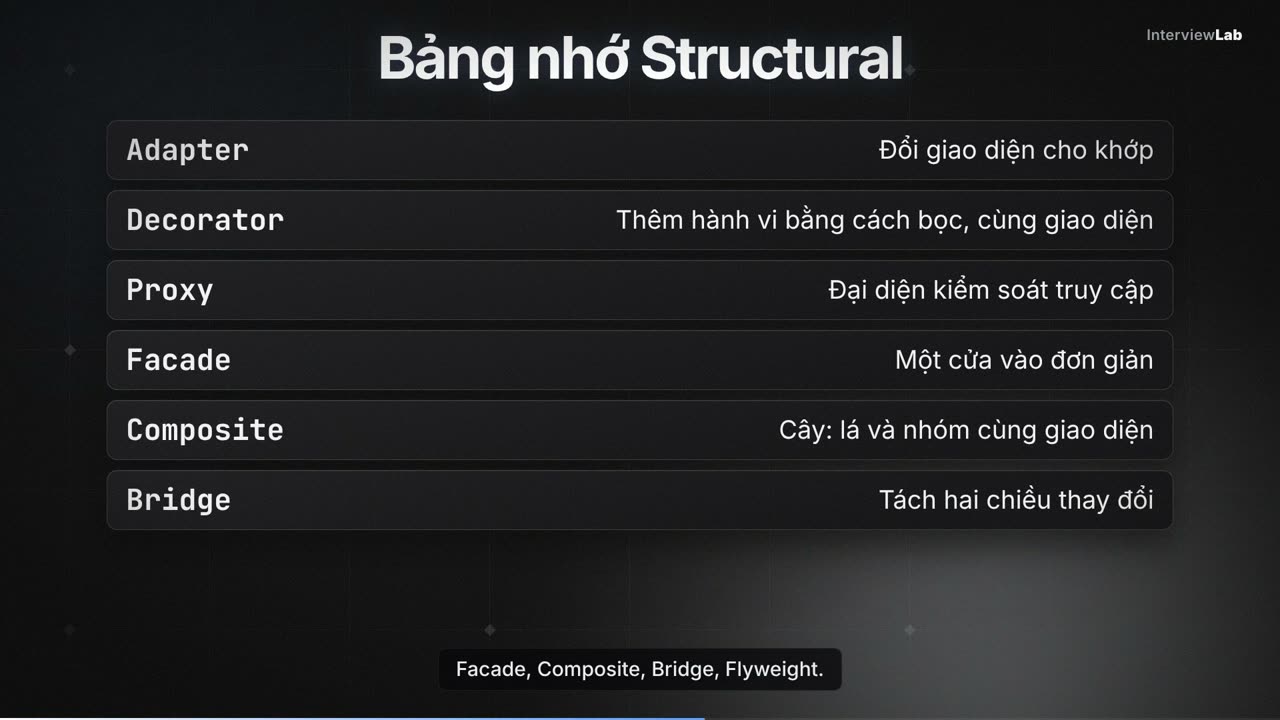 Bảng nhớ Structural
InterviewLab
Adapter
Đổi giao diện cho khớp
Decorator
Thêm hành vi bằng cách bọc, cùng giao diện
Proxy
Đại diện kiểm soát truy cập
Facade
Một cửa vào đơn giản
Composite
Cây: lá và nhóm cùng giao diện
Bridge
Tách hai chiều thay đổi
Facade, Composite, Bridge, Flyweight.